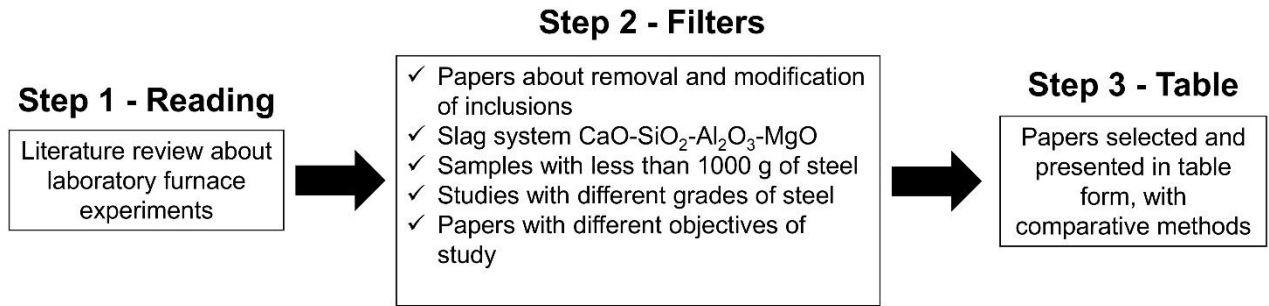 Step 1 - Reading
Literature review about
laboratory furnace
experiments
Step 2 - Filters
✓ Papers about removal and modification
of inclusions
✓ Slag system CaO-SiO₂-Al₂O₃-MgO
✓ Samples with less than 1000 g of steel
✓ Studies with different grades of steel
✓ Papers with different objectives of
study
Step 3 - Table
Papers selected and
presented in table
form, with
comparative methods